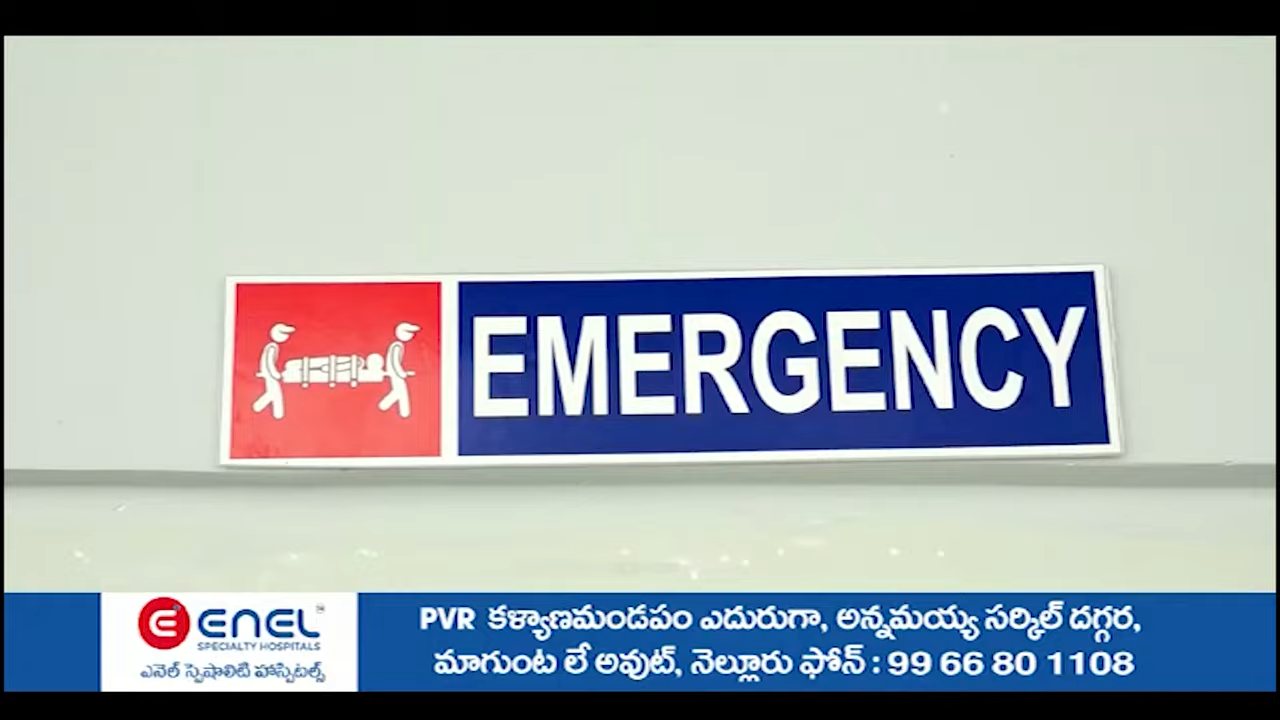 EMERGENCY
ENEL
SPECIALTY HOSPITALS
ఎనెల్ స్పెషాలిటి హాస్పిటల్స్
PVR కళ్యాణమండపం ఎదురుగా, అన్నమయ్య సర్కిల్ దగ్గర,
మాగుంట లే అవుట్, నెల్లూరు ఫోన్ : 99 66 80 1108